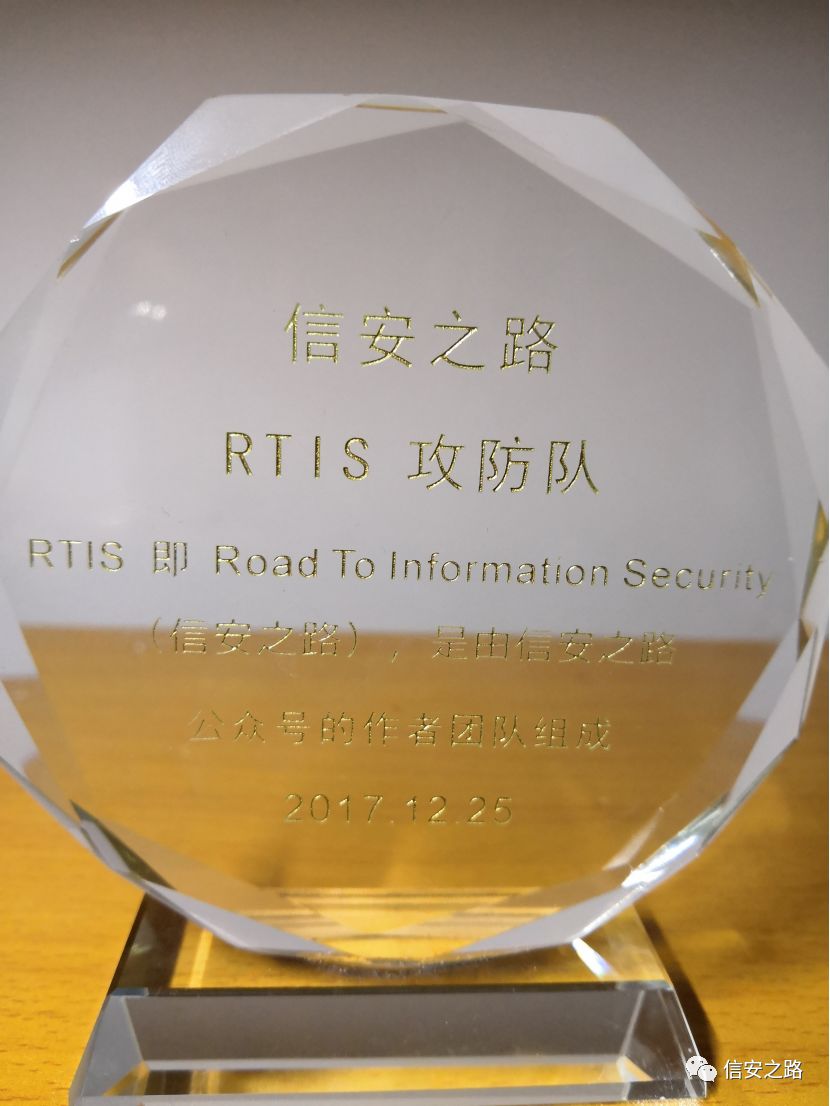 信安之路
RTIS 攻防队
RTIS 即 Road To Information Security
（信安之路），是由信安之路
公众号的作者团队组成
2017.12.25
信安之路